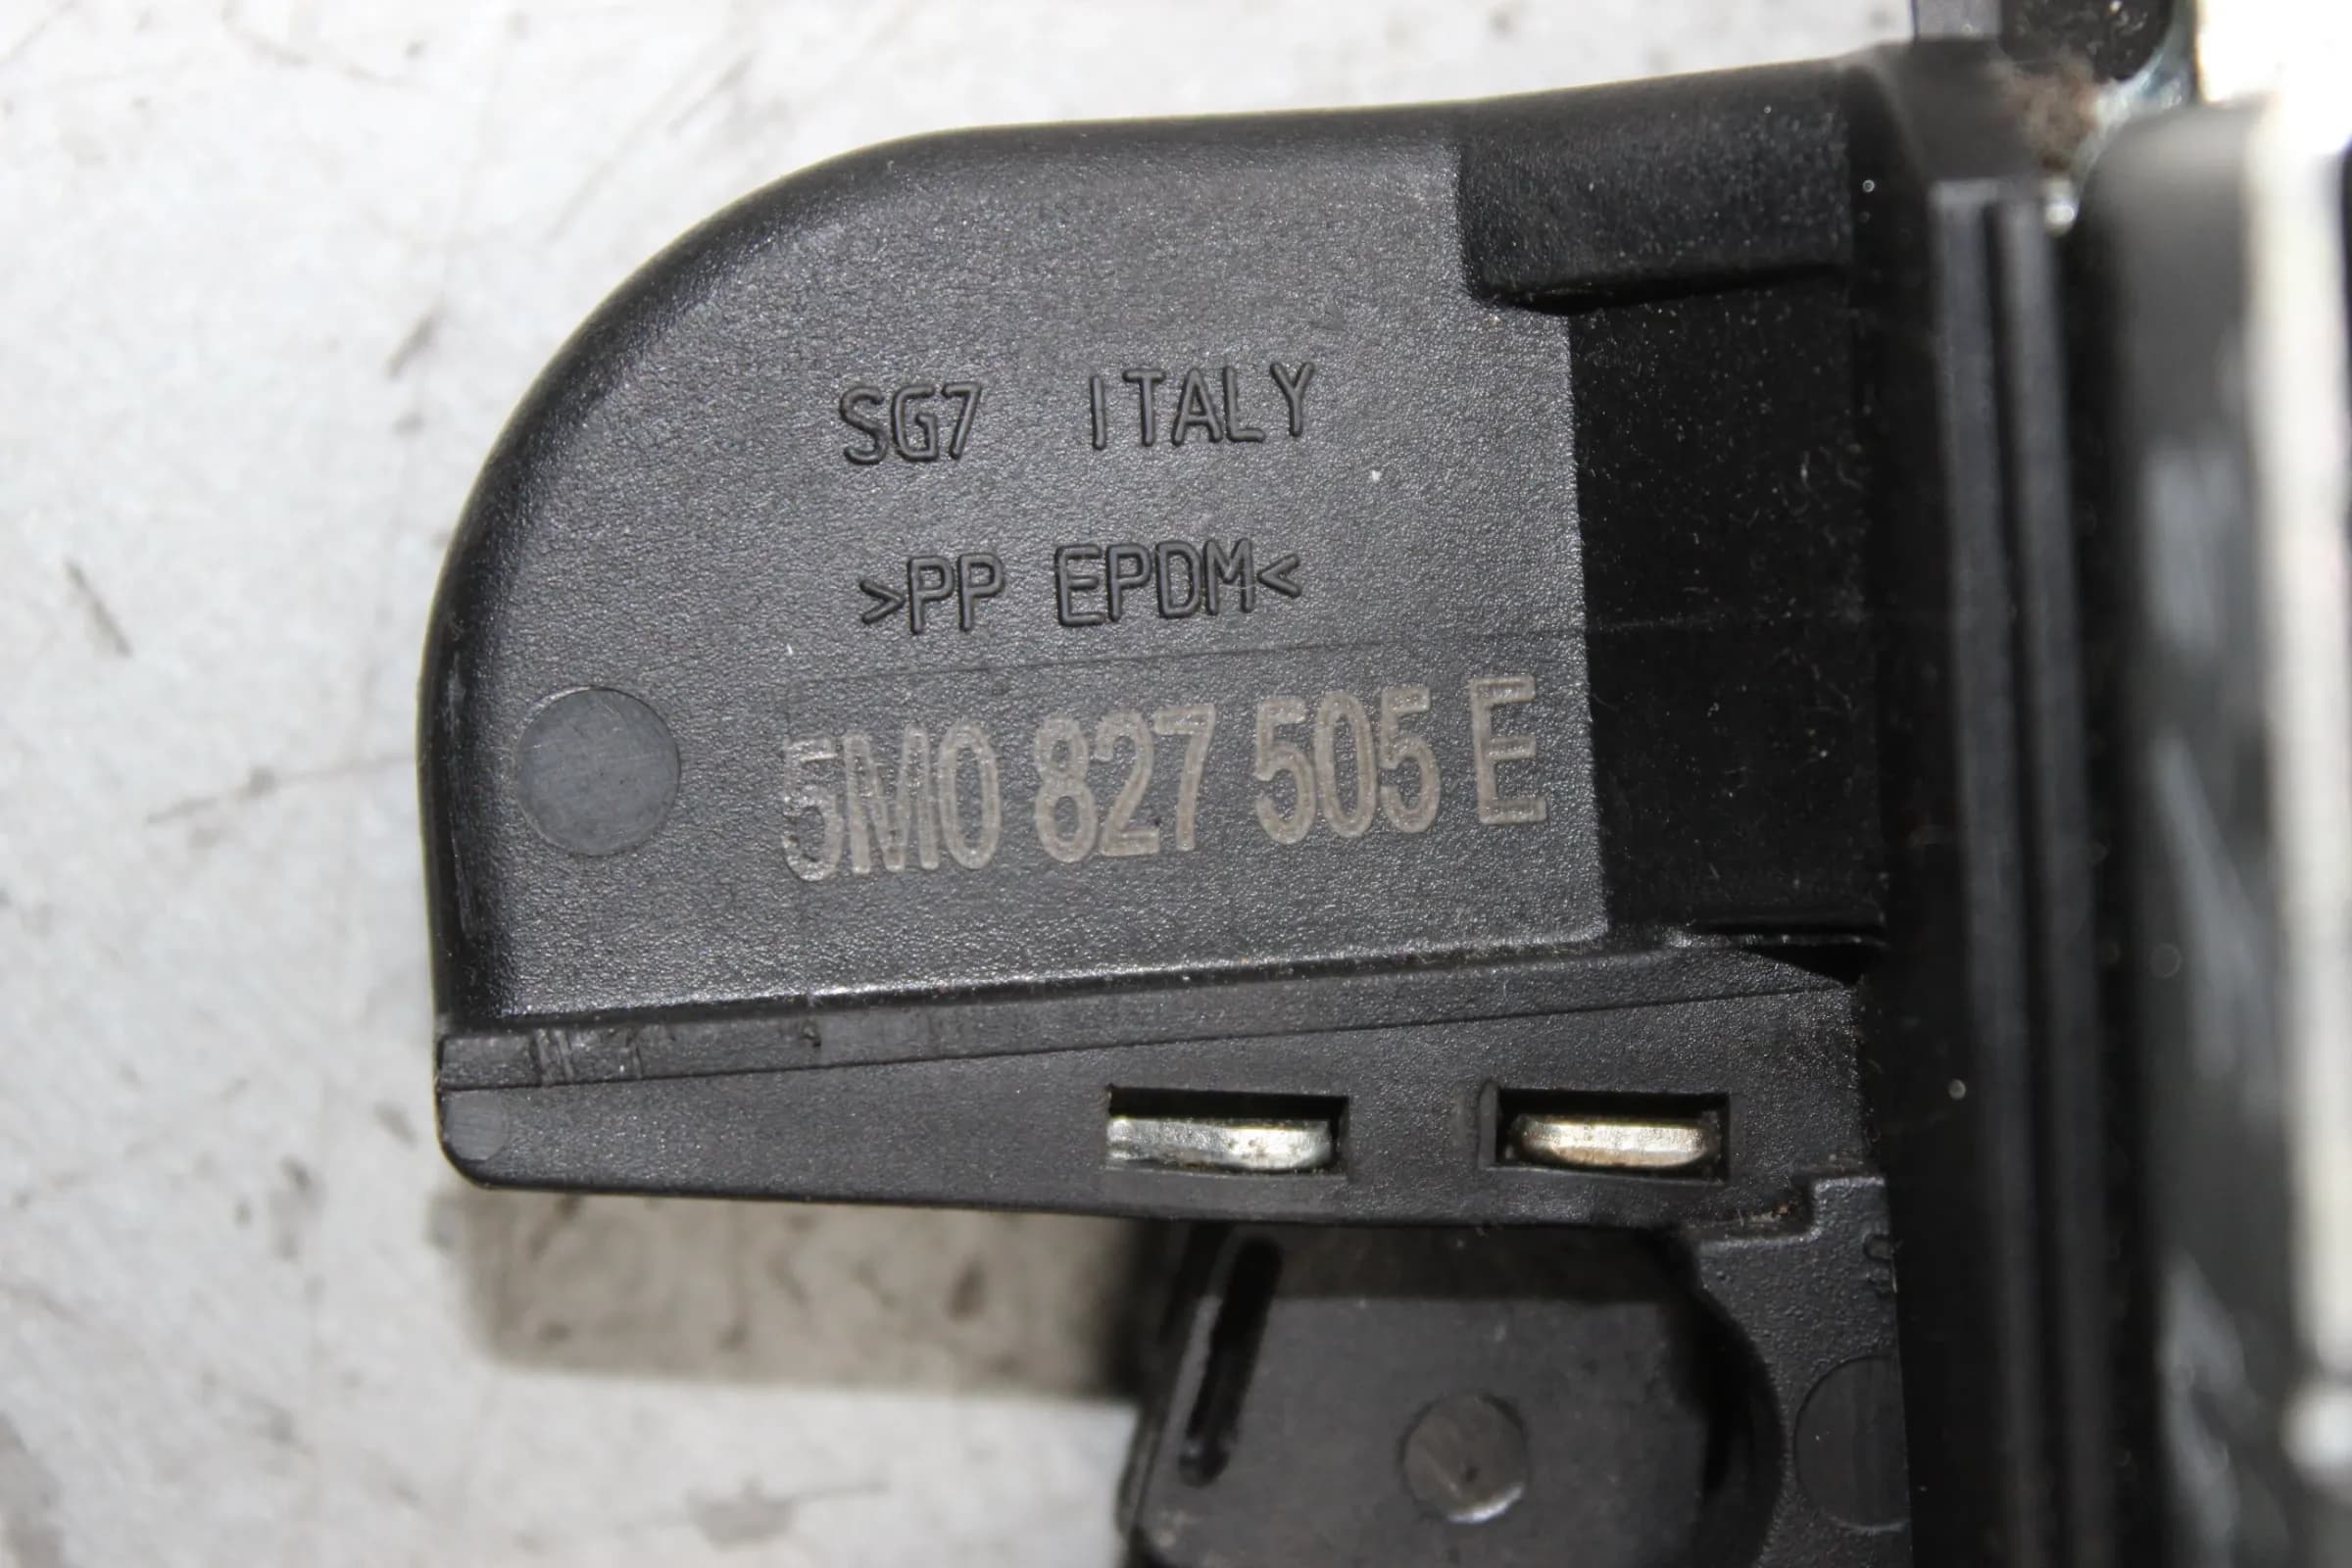 SG7 ITALY
>PP EPDM<
5M0 827 505 E